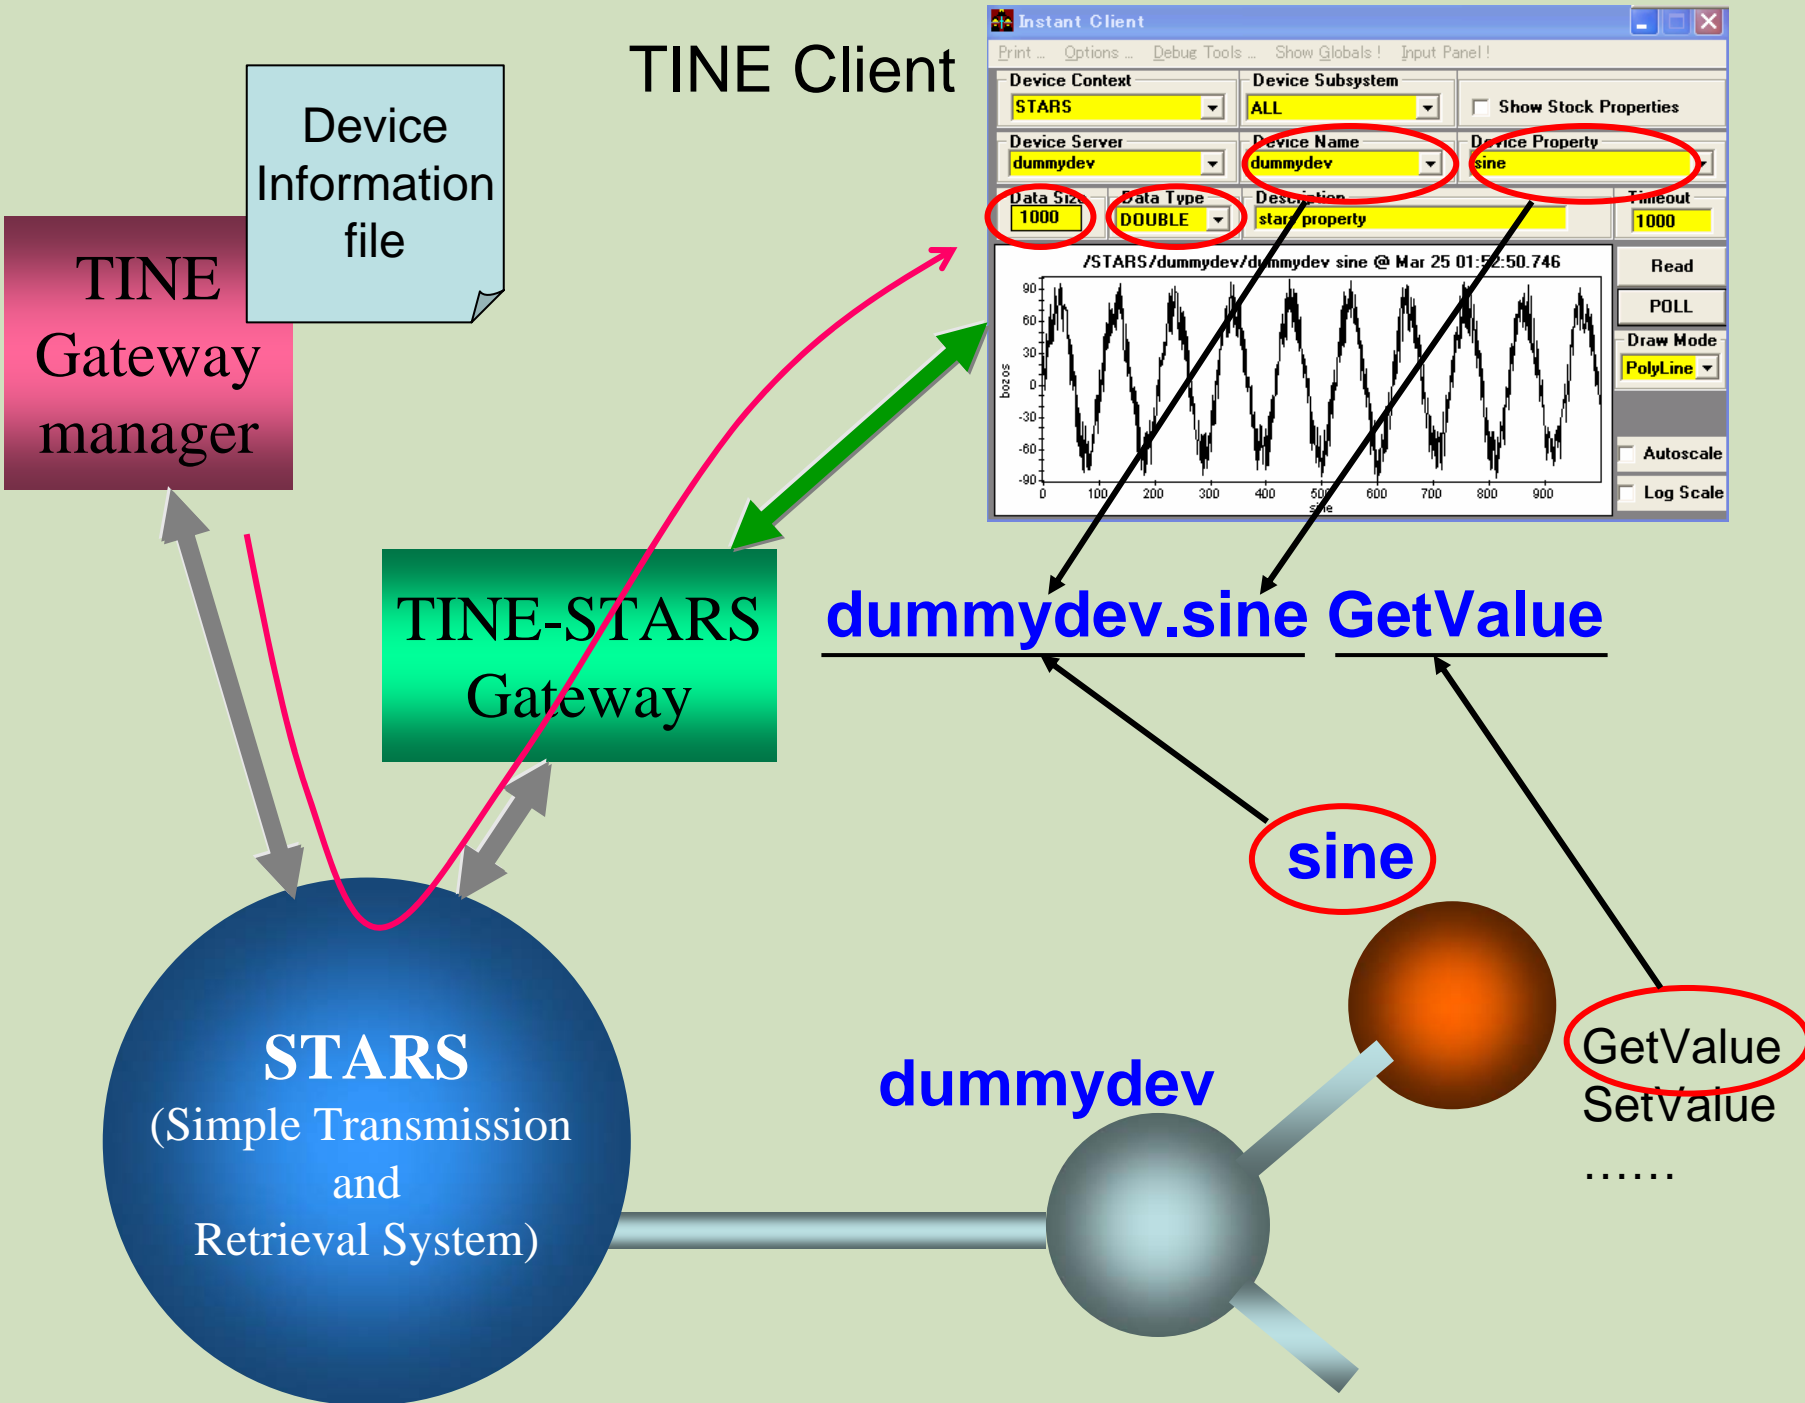 TINE Client
Device
Information
file
TINE
Gateway
manager
Instant Client
Print ... Options ... Debug Tools ... Show Globals ! Input Panel !
Device Context
STARS
Device Subsystem
ALL
Show Stock Properties
Device Server
dummydev
Device Name
dummydev
Device Property
sine
Data Size
1000
Data Type
DOUBLE
Description
stars property
Timeout
1000
/STARS/dummydev/dummydev sine @ Mar 25 01:52:50.746
90
60
30
0
-30
-60
-90
sozoq
0 100 200 300 400 500 600 700 800 900
sine
Read
POLL
Draw Mode
PolyLine
Autoscale
Log Scale
TINE-STARS
Gateway
dummydev.sine GetValue
sine
GetValue
SetValue
......
dummydev
STARS
(Simple Transmission
and
Retrieval System)